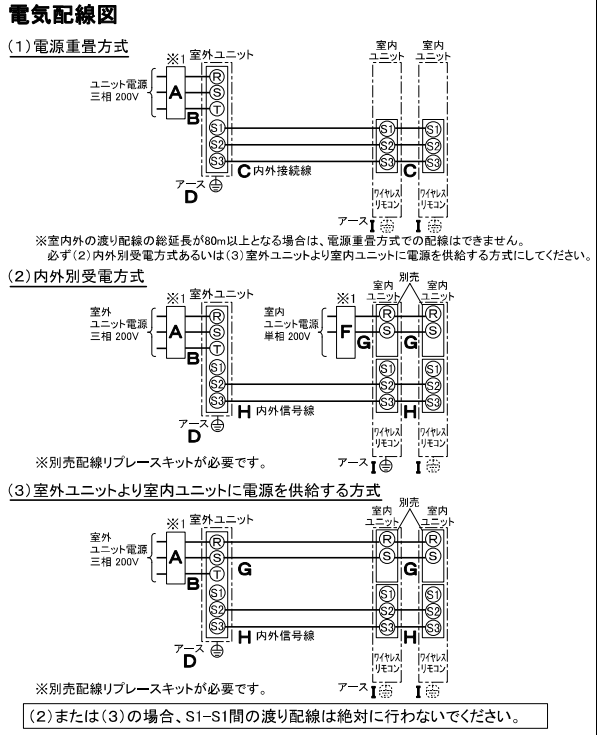 電気配線図
(1)電源重畳方式
※1 室外ユニット 室内ユニット 室内ユニット
ユニット電源
三相 200V
A
B
R
S
T
S1 S1 S1
S2 S2 S2
S3 S3 S3
C 内外接続線 C
アース
D
ワイヤレスリモコン ワイヤレスリモコン
アース I I
※室内外の渡り配線の総延長が80m以上となる場合は、電源重畳方式での配線はできません。
必ず(2)内外別受電方式あるいは(3)室外ユニットより室内ユニットに電源を供給する方式にしてください。
(2)内外別受電方式
別売
※1 室外ユニット ※1 室内ユニット 室内ユニット
室外
ユニット電源
三相 200V
A
B
室内
ユニット電源
単相 200V
F
G G
R R R
S S S
T
S1 S1 S1
S2 S2 S2
S3 S3 S3
H 内外信号線 H
アース
D
ワイヤレスリモコン ワイヤレスリモコン
※別売配線リプレースキットが必要です。
アース I I
(3)室外ユニットより室内ユニットに電源を供給する方式
別売
※1 室外ユニット 室内ユニット 室内ユニット
室外
ユニット電源
三相 200V
A
B
R R R
S S S
G G
T
S1 S1 S1
S2 S2 S2
S3 S3 S3
H 内外信号線 H
アース
D
ワイヤレスリモコン ワイヤレスリモコン
※別売配線リプレースキットが必要です。
アース I I
(2)または(3)の場合、S1-S1間の渡り配線は絶対に行わないでください。